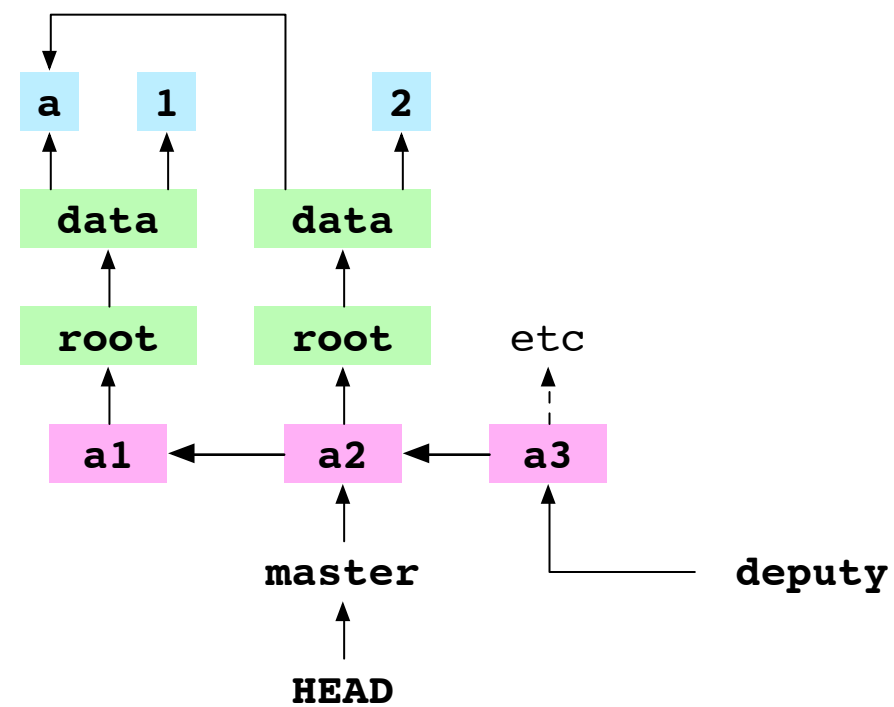 a 1 2
data data
root root etc
a1 a2 a3
master deputy
HEAD